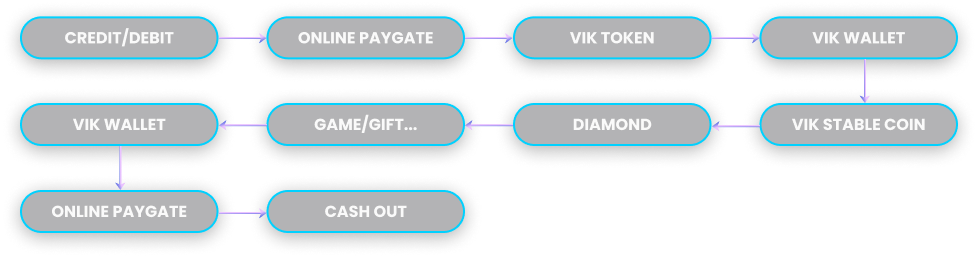 CREDIT/DEBIT
ONLINE PAYGATE
VIK TOKEN
VIK WALLET
VIK STABLE COIN
DIAMOND
GAME/GIFT...
VIK WALLET
ONLINE PAYGATE
CASH OUT